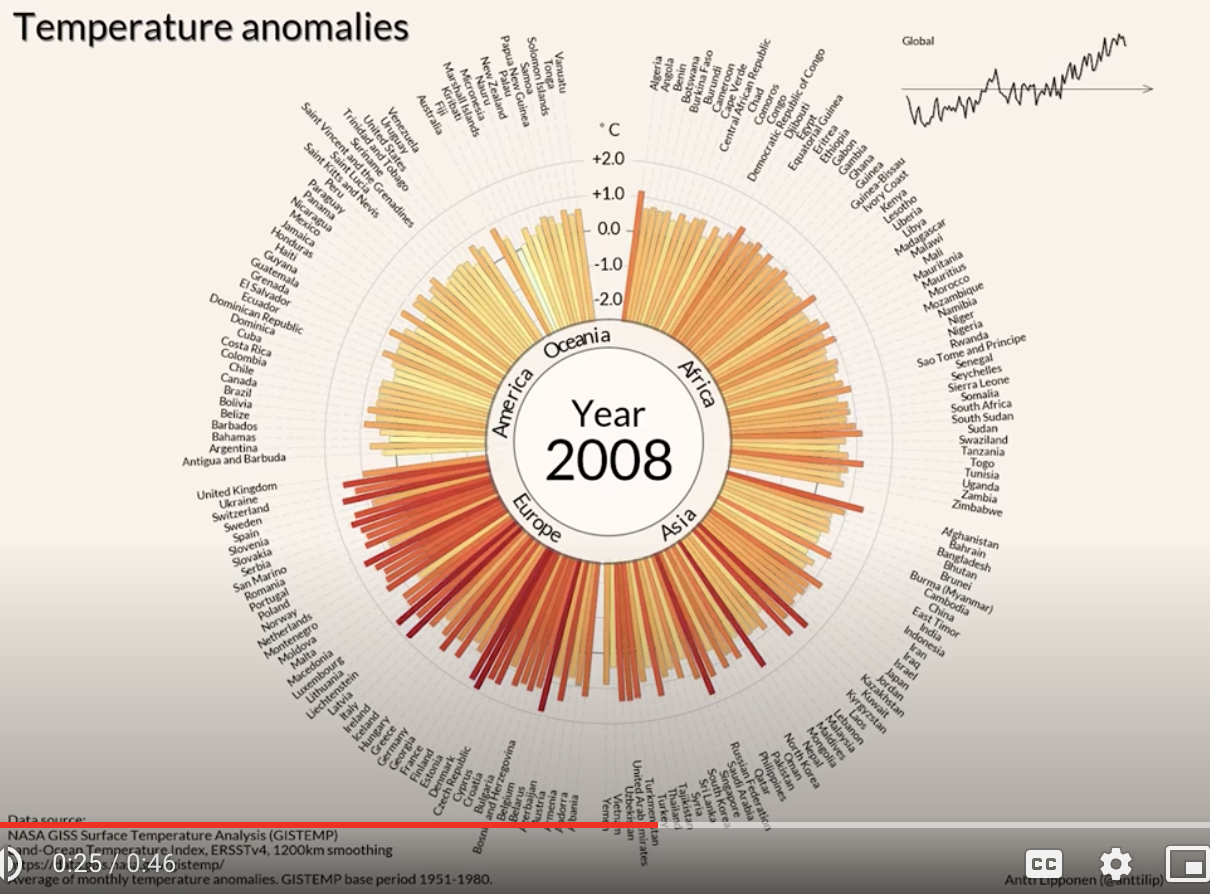 Temperature anomalies
Global
°C
+2.0
+1.0
0.0
-1.0
-2.0
Year
2008
Africa
Asia
Europe
America
Oceania
Algeria
Angola
Benin
Botswana
Burkina Faso
Burundi
Cameroon
Cape Verde
Central African Republic
Chad
Comoros
Congo
Democratic Republic of Congo
Djibouti
Egypt
Equatorial Guinea
Eritrea
Ethiopia
Gabon
Gambia
Ghana
Guinea
Guinea-Bissau
Ivory Coast
Kenya
Lesotho
Liberia
Libya
Madagascar
Malawi
Mali
Mauritania
Mauritius
Morocco
Mozambique
Namibia
Niger
Nigeria
Rwanda
Sao Tome and Principe
Senegal
Seychelles
Sierra Leone
Somalia
South Africa
South Sudan
Sudan
Swaziland
Tanzania
Togo
Tunisia
Uganda
Zambia
Zimbabwe
Afghanistan
Bahrain
Bangladesh
Bhutan
Brunei
Burma (Myanmar)
Cambodia
China
East Timor
India
Indonesia
Iran
Iraq
Israel
Japan
Jordan
Kazakhstan
Kuwait
Kyrgyzstan
Laos
Lebanon
Malaysia
Maldives
Mongolia
Nepal
North Korea
Oman
Pakistan
Philippines
Qatar
Russian Federation
Saudi Arabia
Singapore
South Korea
Sri Lanka
Syria
Tajikistan
Thailand
Turkey
Turkmenistan
United Arab Emirates
Uzbekistan
Vietnam
Yemen
Albania
Andorra
Armenia
Austria
Azerbaijan
Belarus
Belgium
Bosnia and Herzegovina
Bulgaria
Croatia
Cyprus
Czech Republic
Denmark
Estonia
Finland
France
Georgia
Germany
Greece
Hungary
Iceland
Ireland
Italy
Latvia
Liechtenstein
Lithuania
Luxembourg
Macedonia
Malta
Moldova
Montenegro
Netherlands
Norway
Poland
Portugal
Romania
San Marino
Serbia
Slovakia
Slovenia
Spain
Sweden
Switzerland
Ukraine
United Kingdom
Antigua and Barbuda
Argentina
Bahamas
Barbados
Belize
Bolivia
Brazil
Canada
Chile
Colombia
Costa Rica
Cuba
Dominica
Dominican Republic
Ecuador
El Salvador
Grenada
Guatemala
Guyana
Haiti
Honduras
Jamaica
Mexico
Nicaragua
Panama
Paraguay
Peru
Saint Kitts and Nevis
Saint Lucia
Saint Vincent and the Grenadines
Suriname
Trinidad and Tobago
United States
Uruguay
Venezuela
Australia
Fiji
Kiribati
Marshall Islands
Micronesia
Nauru
New Zealand
Palau
Papua New Guinea
Samoa
Solomon Islands
Tonga
Vanuatu
Data source:
NASA GISS Surface Temperature Analysis (GISTEMP)
Land-Ocean Temperature Index, ERSSTv4, 1200km smoothing
Average of monthly temperature anomalies. GISTEMP base period 1951-1980.
0:25 / 0:46
CC
Antti Lipponen (@anttilip)